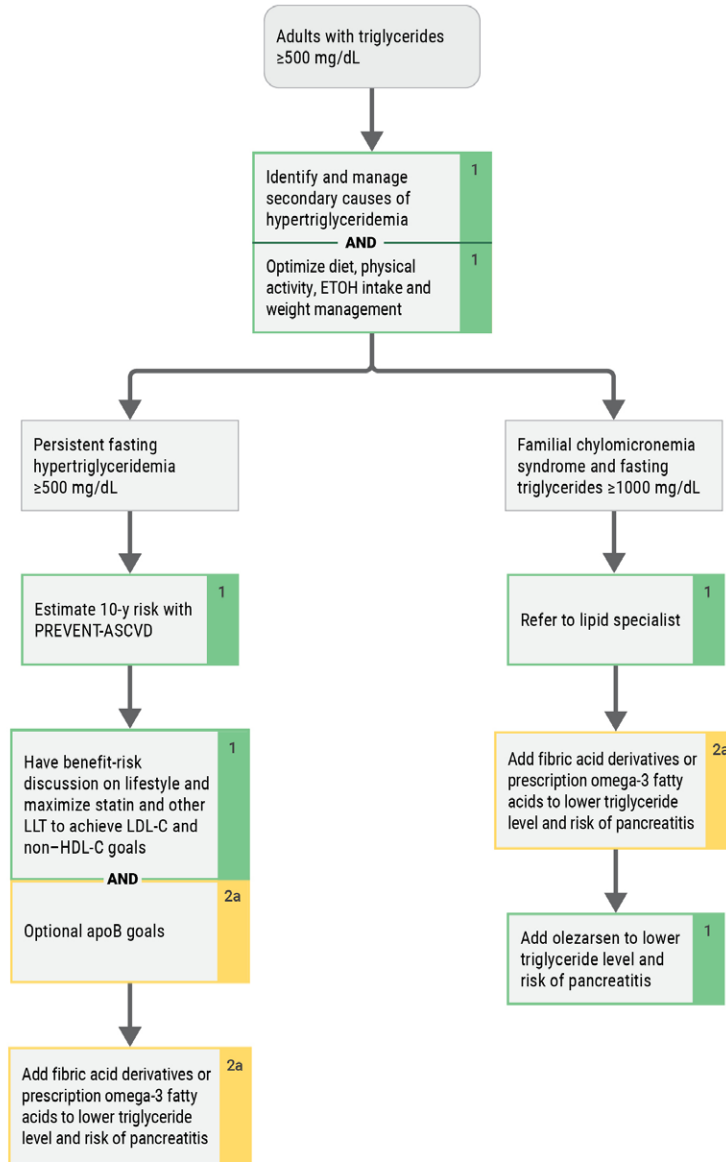 Adults with triglycerides
≥500 mg/dL
1
Identify and manage
secondary causes of
hypertriglyceridemia
AND
1
Optimize diet, physical
activity, ETOH intake and
weight management
Persistent fasting
hypertriglyceridemia
≥500 mg/dL
1
Estimate 10-y risk with
PREVENT-ASCVD
1
Have benefit-risk
discussion on lifestyle and
maximize statin and other
LLT to achieve LDL-C and
non–HDL-C goals
AND
2a
Optional apoB goals
2a
Add fibric acid derivatives or
prescription omega-3 fatty
acids to lower triglyceride
level and risk of pancreatitis
Familial chylomicronemia
syndrome and fasting
triglycerides ≥1000 mg/dL
1
Refer to lipid specialist
2a
Add fibric acid derivatives or
prescription omega-3 fatty
acids to lower triglyceride
level and risk of pancreatitis
1
Add olezarsen to lower
triglyceride level and
risk of pancreatitis